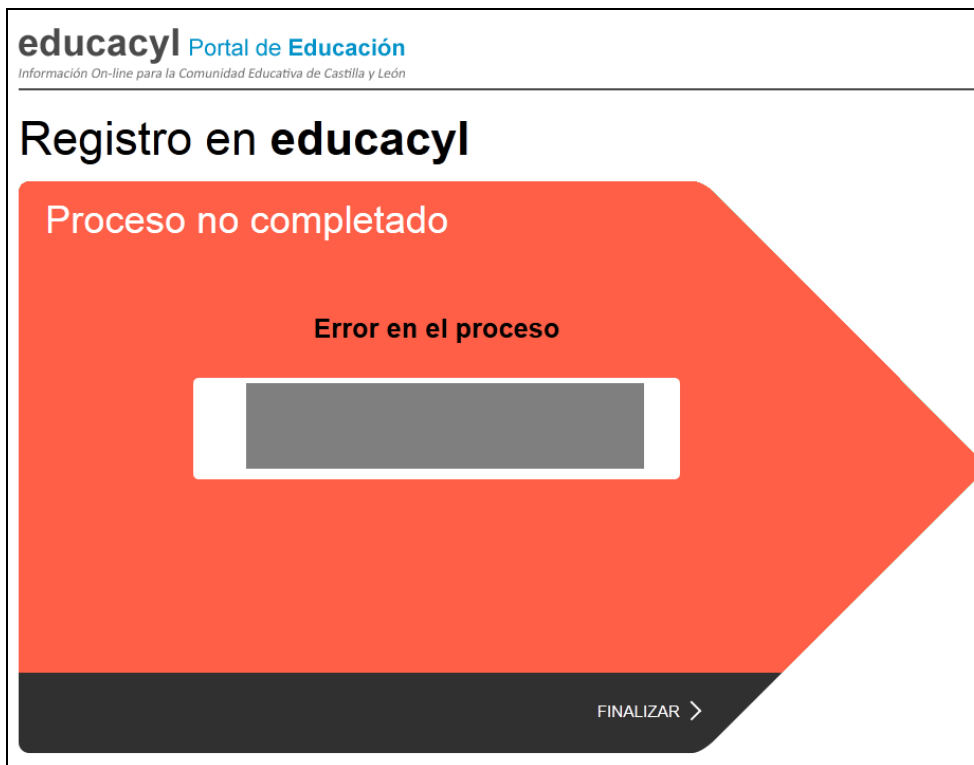 educacyl Portal de Educación
Información On-line para la Comunidad Educativa de Castilla y León
Registro en educacyl
Proceso no completado
Error en el proceso
FINALIZAR